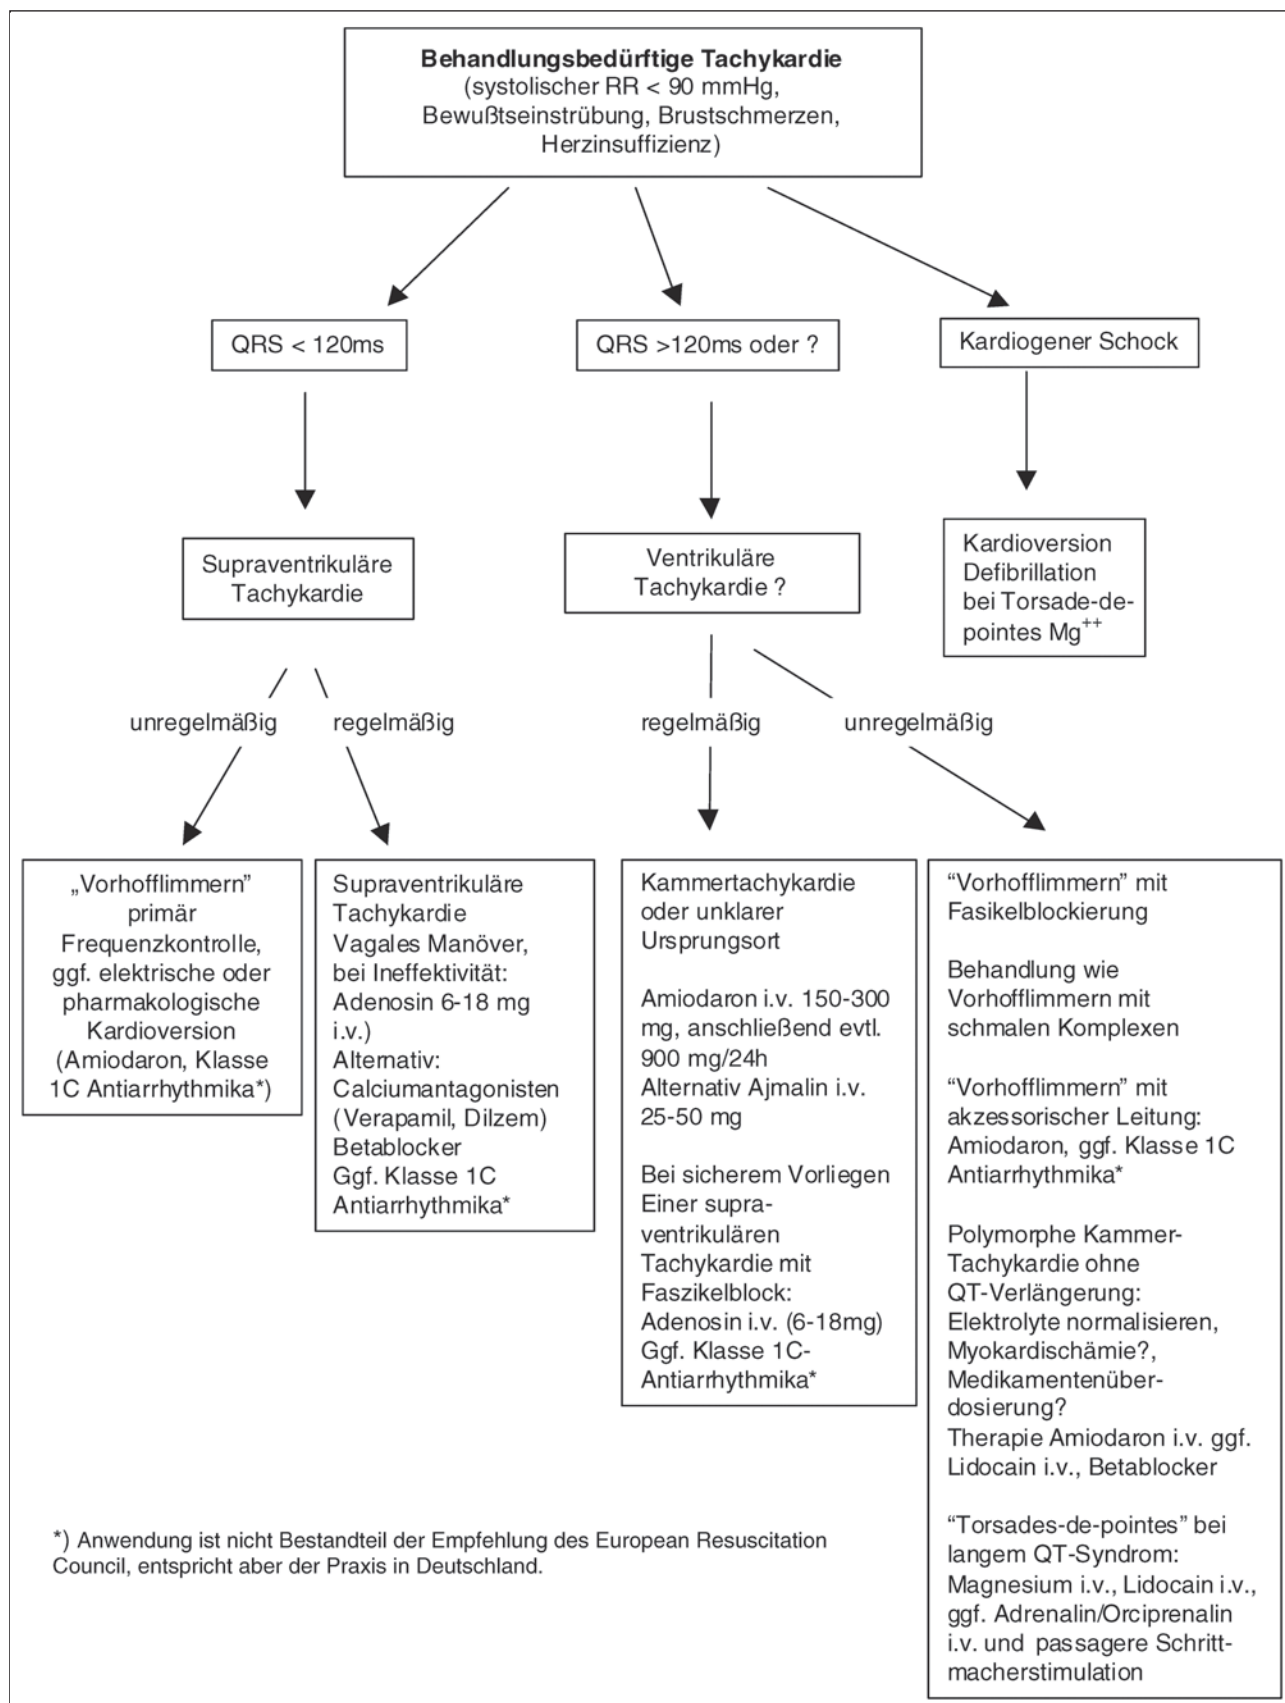 Behandlungsbedürftige Tachykardie
(systolischer RR < 90 mmHg,
Bewußtseinstrübung, Brustschmerzen,
Herzinsuffizienz)
QRS < 120ms
QRS >120ms oder ?
Kardiogener Schock
Supraventrikuläre
Tachykardie
Ventrikuläre
Tachykardie ?
Kardioversion
Defibrillation
bei Torsade-de-
pointes Mg++
unregelmäßig
regelmäßig
regelmäßig
unregelmäßig
„Vorhofflimmern”
primär
Frequenzkontrolle,
ggf. elektrische oder
pharmakologische
Kardioversion
(Amiodaron, Klasse
1C Antiarrhythmika*)
Supraventrikuläre
Tachykardie
Vagales Manöver,
bei Ineffektivität:
Adenosin 6-18 mg
i.v.)
Alternativ:
Calciumantagonisten
(Verapamil, Dilzem)
Betablocker
Ggf. Klasse 1C
Antiarrhythmika*
Kammertachykardie
oder unklarer
Ursprungsort
Amiodaron i.v. 150-300
mg, anschließend evtl.
900 mg/24h
Alternativ Ajmalin i.v.
25-50 mg
Bei sicherem Vorliegen
Einer supra-
ventrikulären
Tachykardie mit
Faszikelblock:
Adenosin i.v. (6-18mg)
Ggf. Klasse 1C-
Antiarrhythmika*
“Vorhofflimmern” mit
Fasikelblockierung
Behandlung wie
Vorhofflimmern mit
schmalen Komplexen
“Vorhofflimmern” mit
akzessorischer Leitung:
Amiodaron, ggf. Klasse 1C
Antiarrhythmika*
Polymorphe Kammer-
Tachykardie ohne
QT-Verlängerung:
Elektrolyte normalisieren,
Myokardischämie?,
Medikamentenüber-
dosierung?
Therapie Amiodaron i.v. ggf.
Lidocain i.v., Betablocker
“Torsades-de-pointes” bei
langem QT-Syndrom:
Magnesium i.v., Lidocain i.v.,
ggf. Adrenalin/Orciprenalin
i.v. und passagere Schritt-
macherstimulation
*) Anwendung ist nicht Bestandteil der Empfehlung des European Resuscitation
Council, entspricht aber der Praxis in Deutschland.